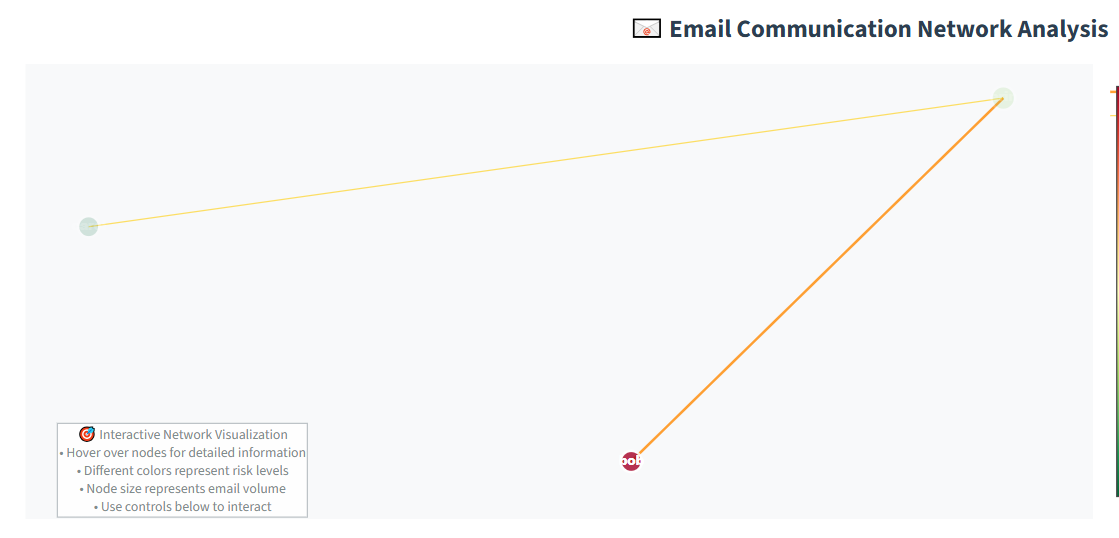 Email Communication Network Analysis
Interactive Network Visualization
• Hover over nodes for detailed information
• Different colors represent risk levels
• Node size represents email volume
• Use controls below to interact